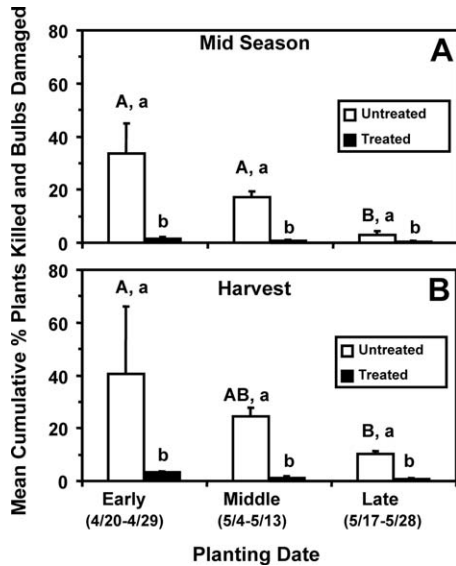 Mean Cumulative % Plants Killed and Bulbs Damaged
80
60
40
20
0
Mid Season
A
A, a
b
A, a
b
B, a
b
Untreated
Treated
80
60
40
20
0
Harvest
B
A, a
b
AB, a
b
B, a
b
Untreated
Treated
Early
Middle
Late
(4/20-4/29)
(5/4-5/13)
(5/17-5/28)
Planting Date